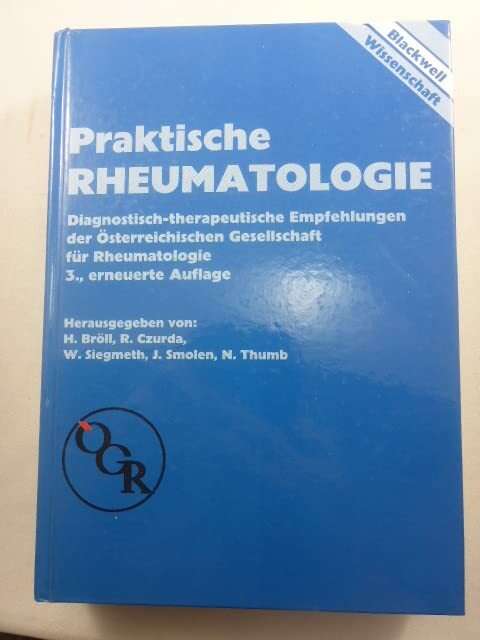 Blackwell
Wissenschaft
Praktische
RHEUMATOLOGIE
Diagnostisch-therapeutische Empfehlungen
der Österreichischen Gesellschaft
für Rheumatologie
3., erneuerte Auflage
Herausgegeben von:
H. Bröll, R. Czurda,
W. Siegmeth, J. Smolen, N. Thumb
ÖGR